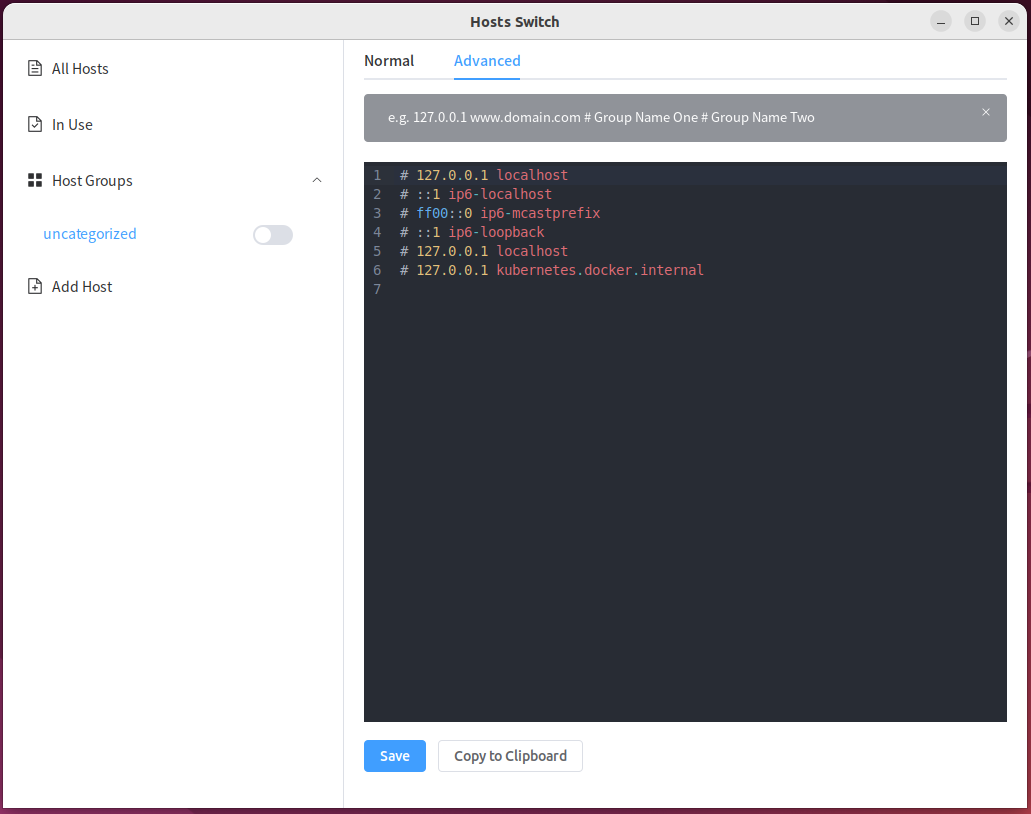 Hosts Switch
All Hosts
In Use
Host Groups
uncategorized
Add Host
Normal
Advanced
e.g. 127.0.0.1 www.domain.com # Group Name One # Group Name Two
1 # 127.0.0.1 localhost
2 # ::1 ip6-localhost
3 # ff00::0 ip6-mcastprefix
4 # ::1 ip6-loopback
5 # 127.0.0.1 localhost
6 # 127.0.0.1 kubernetes.docker.internal
7
Save
Copy to Clipboard